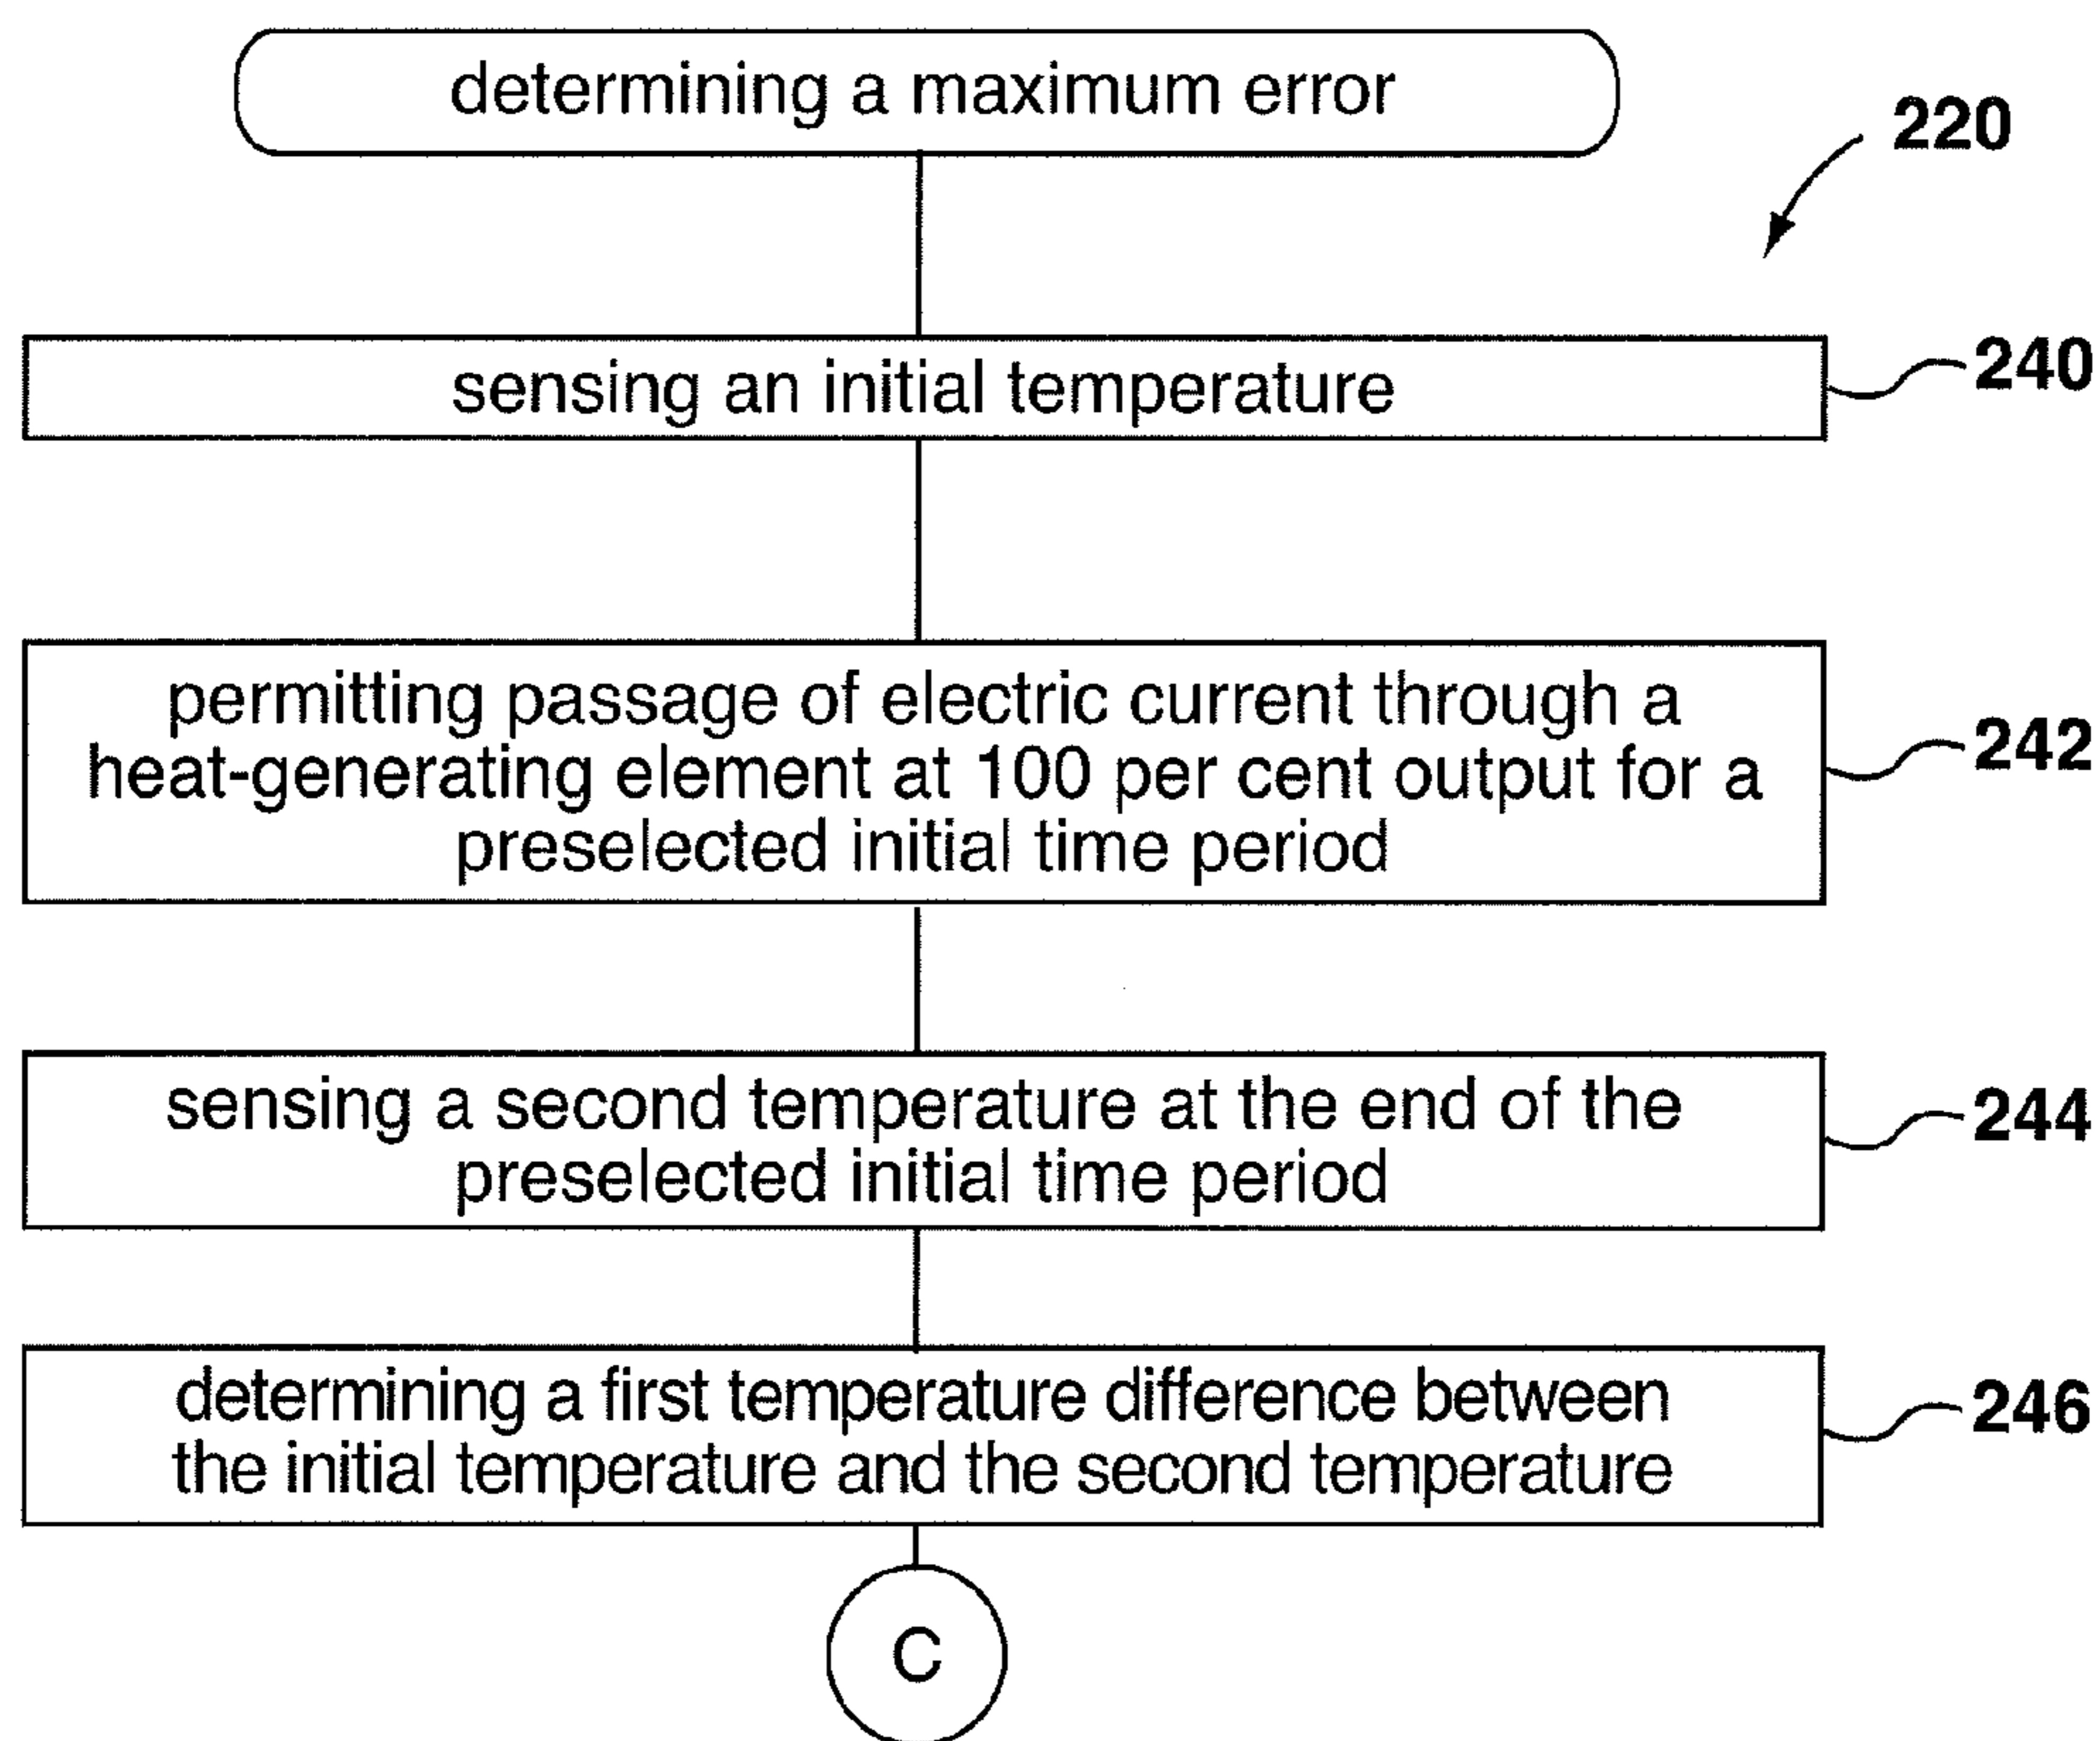 determining a maximum error
220
sensing an initial temperature
240
permitting passage of electric current through a
heat-generating element at 100 per cent output for a
preselected initial time period
242
sensing a second temperature at the end of the
preselected initial time period
244
determining a first temperature difference between
the initial temperature and the second temperature
246
C